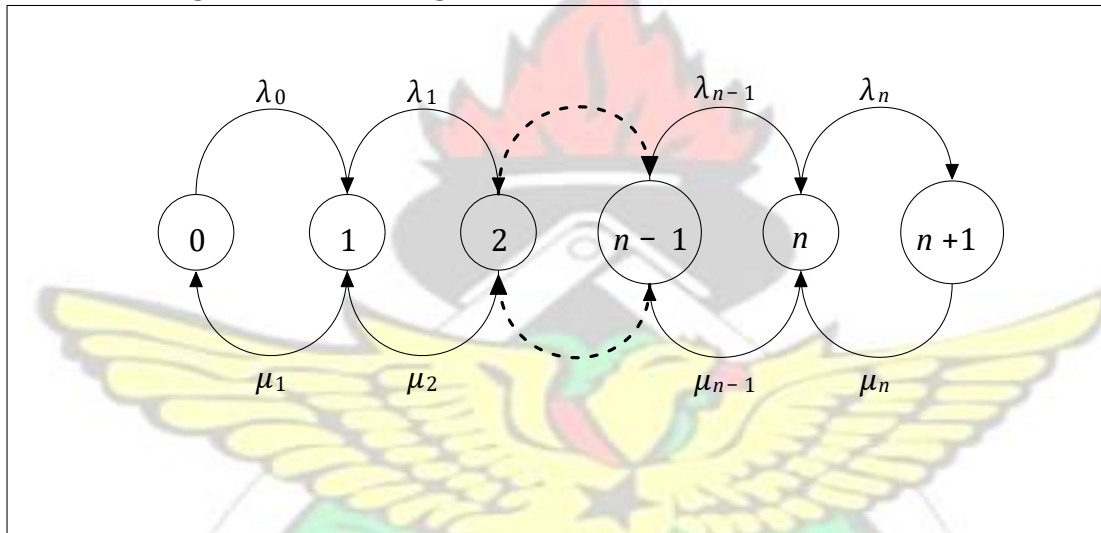 λ₀ λ₁ λₙ₋₁ λₙ
0 1 2 n − 1 n n +1
μ₁ μ₂ μₙ₋₁ μₙ